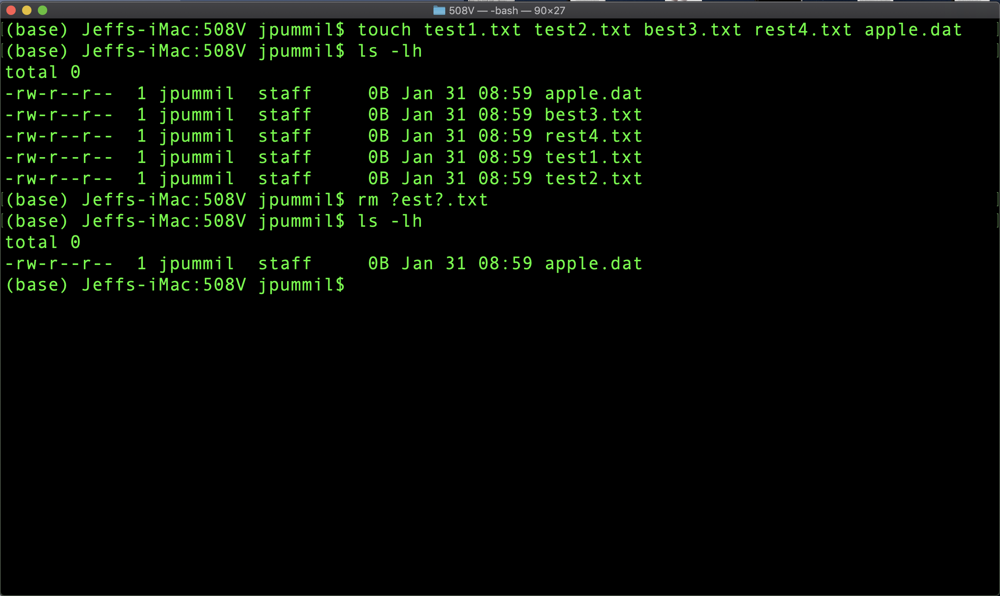 508V — -bash — 90×27
(base) Jeffs-iMac:508V jpummil$ touch test1.txt test2.txt best3.txt rest4.txt apple.dat
(base) Jeffs-iMac:508V jpummil$ ls -lh
total 0
-rw-r--r--  1 jpummil  staff     0B Jan 31 08:59 apple.dat
-rw-r--r--  1 jpummil  staff     0B Jan 31 08:59 best3.txt
-rw-r--r--  1 jpummil  staff     0B Jan 31 08:59 rest4.txt
-rw-r--r--  1 jpummil  staff     0B Jan 31 08:59 test1.txt
-rw-r--r--  1 jpummil  staff     0B Jan 31 08:59 test2.txt
(base) Jeffs-iMac:508V jpummil$ rm ?est?.txt
(base) Jeffs-iMac:508V jpummil$ ls -lh
total 0
-rw-r--r--  1 jpummil  staff     0B Jan 31 08:59 apple.dat
(base) Jeffs-iMac:508V jpummil$